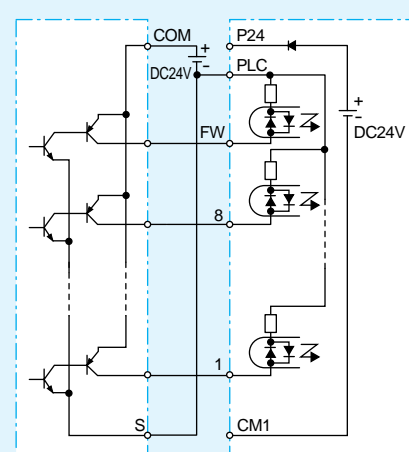 COM
P24
+
-
DC24V
PLC
+
-
DC24V
FW
8
1
S
CM1